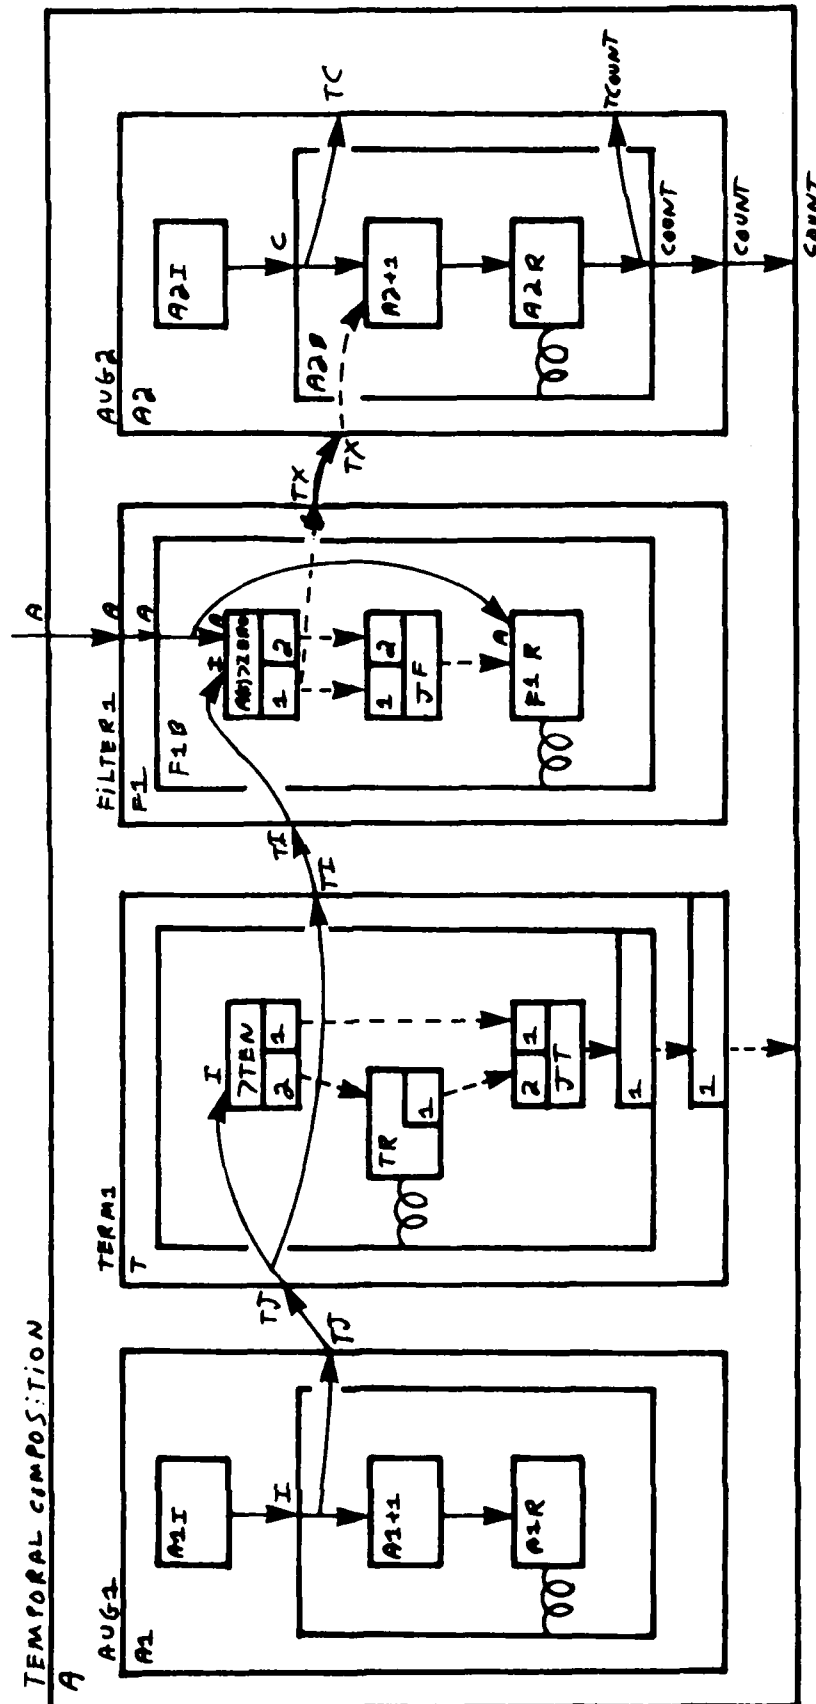 TEMPORAL COMPOSITION
A
AUG1
A1
A1I
I
A1+1
A1R
TJ
TJ
TERM1
T
I
>TEN
2 1
TR
1
2 1
JT
1
1
TI
TI
FILTER1
F1
A
A
A
F1B
I
A
1 2
1 2
JF
A
F1R
TX
TX
AUG2
A2
A2I
C
A2B
A2+1
A2R
TC
TCOUNT
COUNT
COUNT
COUNT